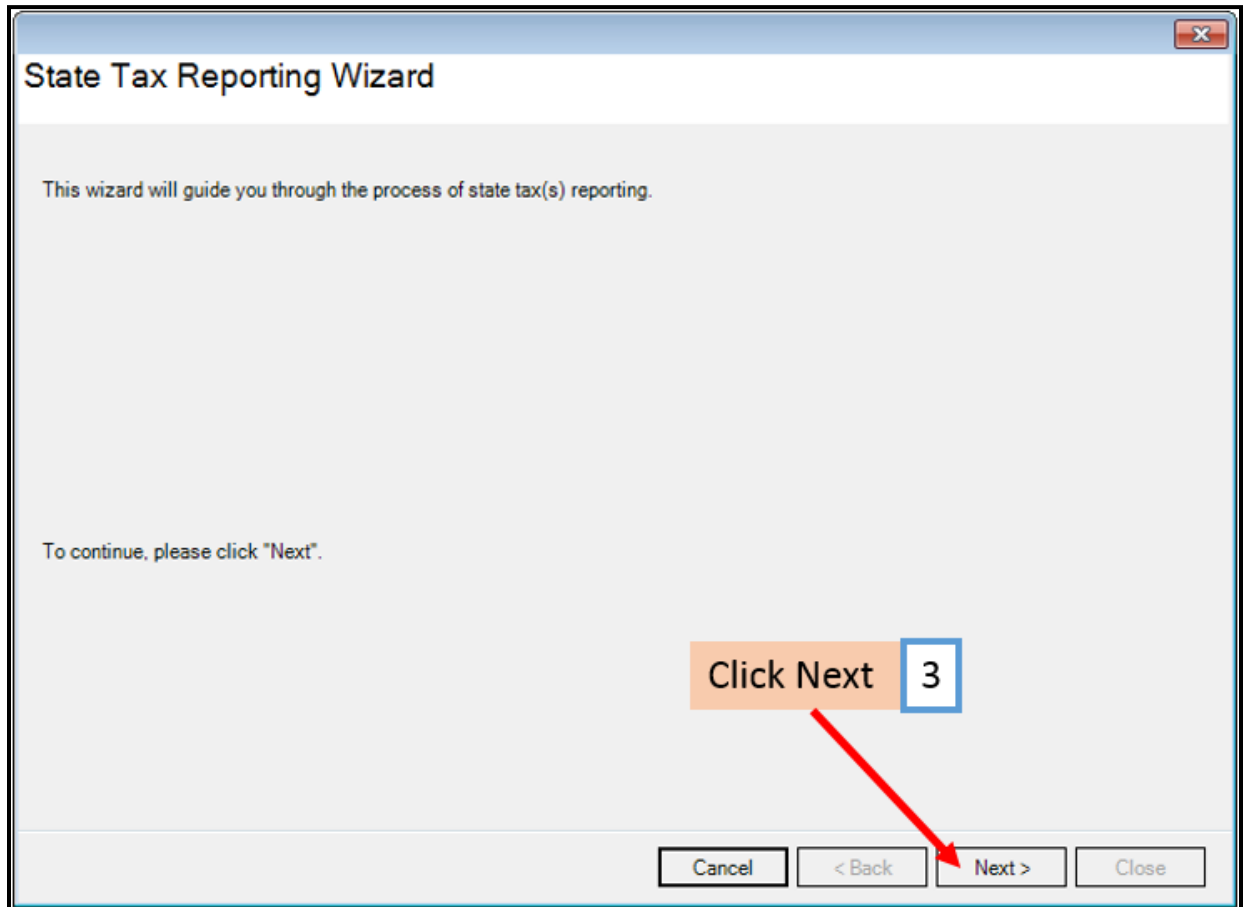 State Tax Reporting Wizard
This wizard will guide you through the process of state tax(s) reporting.
To continue, please click "Next".
Click Next 3
Cancel < Back Next > Close